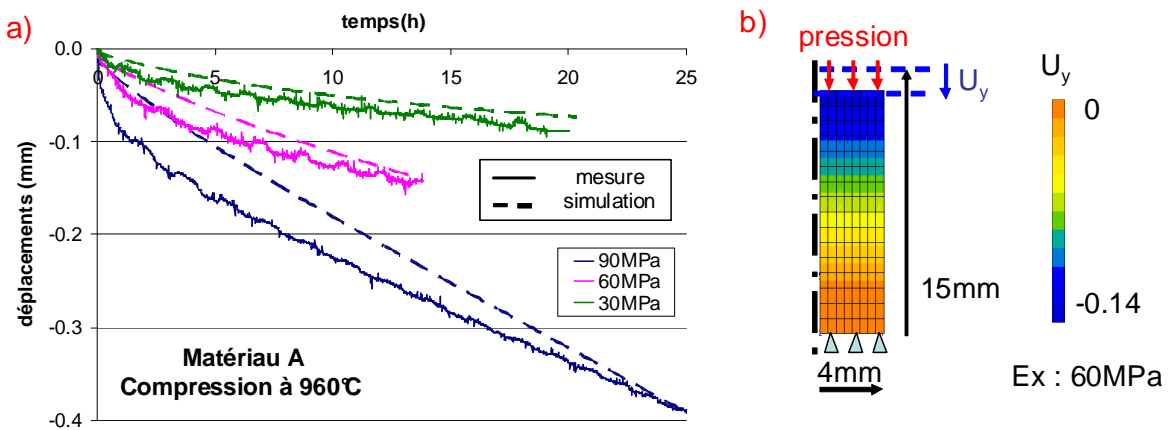 a)
temps(h)
0.0
0
5
10
15
20
25
-0.1
-0.2
-0.3
-0.4
déplacements (mm)
mesure
simulation
90MPa
60MPa
30MPa
Matériau A
Compression à 960°C
b)
pression
Uy
Uy
0
-0.14
15mm
4mm
Ex : 60MPa